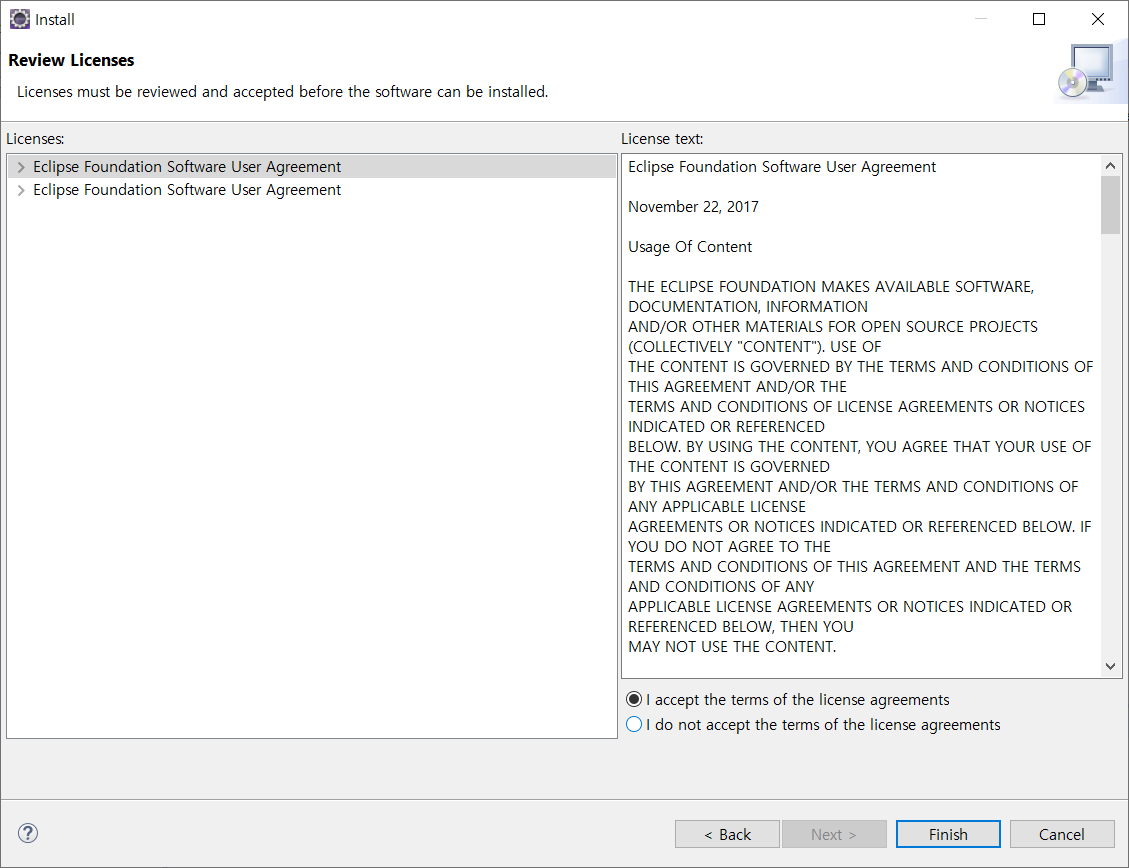 Install
Review Licenses
Licenses must be reviewed and accepted before the software can be installed.
Licenses:
Eclipse Foundation Software User Agreement
Eclipse Foundation Software User Agreement
License text:
Eclipse Foundation Software User Agreement
November 22, 2017
Usage Of Content
THE ECLIPSE FOUNDATION MAKES AVAILABLE SOFTWARE,
DOCUMENTATION, INFORMATION
AND/OR OTHER MATERIALS FOR OPEN SOURCE PROJECTS
(COLLECTIVELY "CONTENT"). USE OF
THE CONTENT IS GOVERNED BY THE TERMS AND CONDITIONS OF
THIS AGREEMENT AND/OR THE
TERMS AND CONDITIONS OF LICENSE AGREEMENTS OR NOTICES
INDICATED OR REFERENCED
BELOW. BY USING THE CONTENT, YOU AGREE THAT YOUR USE OF
THE CONTENT IS GOVERNED
BY THIS AGREEMENT AND/OR THE TERMS AND CONDITIONS OF
ANY APPLICABLE LICENSE
AGREEMENTS OR NOTICES INDICATED OR REFERENCED BELOW. IF
YOU DO NOT AGREE TO THE
TERMS AND CONDITIONS OF THIS AGREEMENT AND THE TERMS
AND CONDITIONS OF ANY
APPLICABLE LICENSE AGREEMENTS OR NOTICES INDICATED OR
REFERENCED BELOW, THEN YOU
MAY NOT USE THE CONTENT.
I accept the terms of the license agreements
I do not accept the terms of the license agreements
?
< Back
Next >
Finish
Cancel